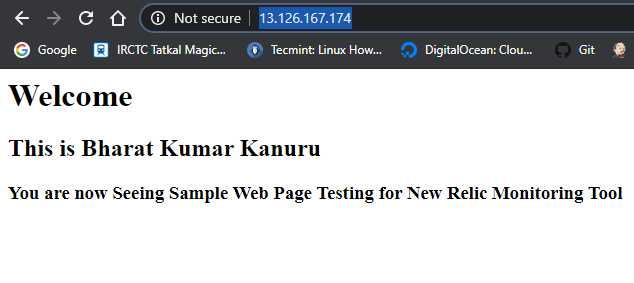 Not secure 13.126.167.174
Google IRCTC Tatkal Magic... Tecmint: Linux How... DigitalOcean: Clou... Git
Welcome
This is Bharat Kumar Kanuru
You are now Seeing Sample Web Page Testing for New Relic Monitoring Tool